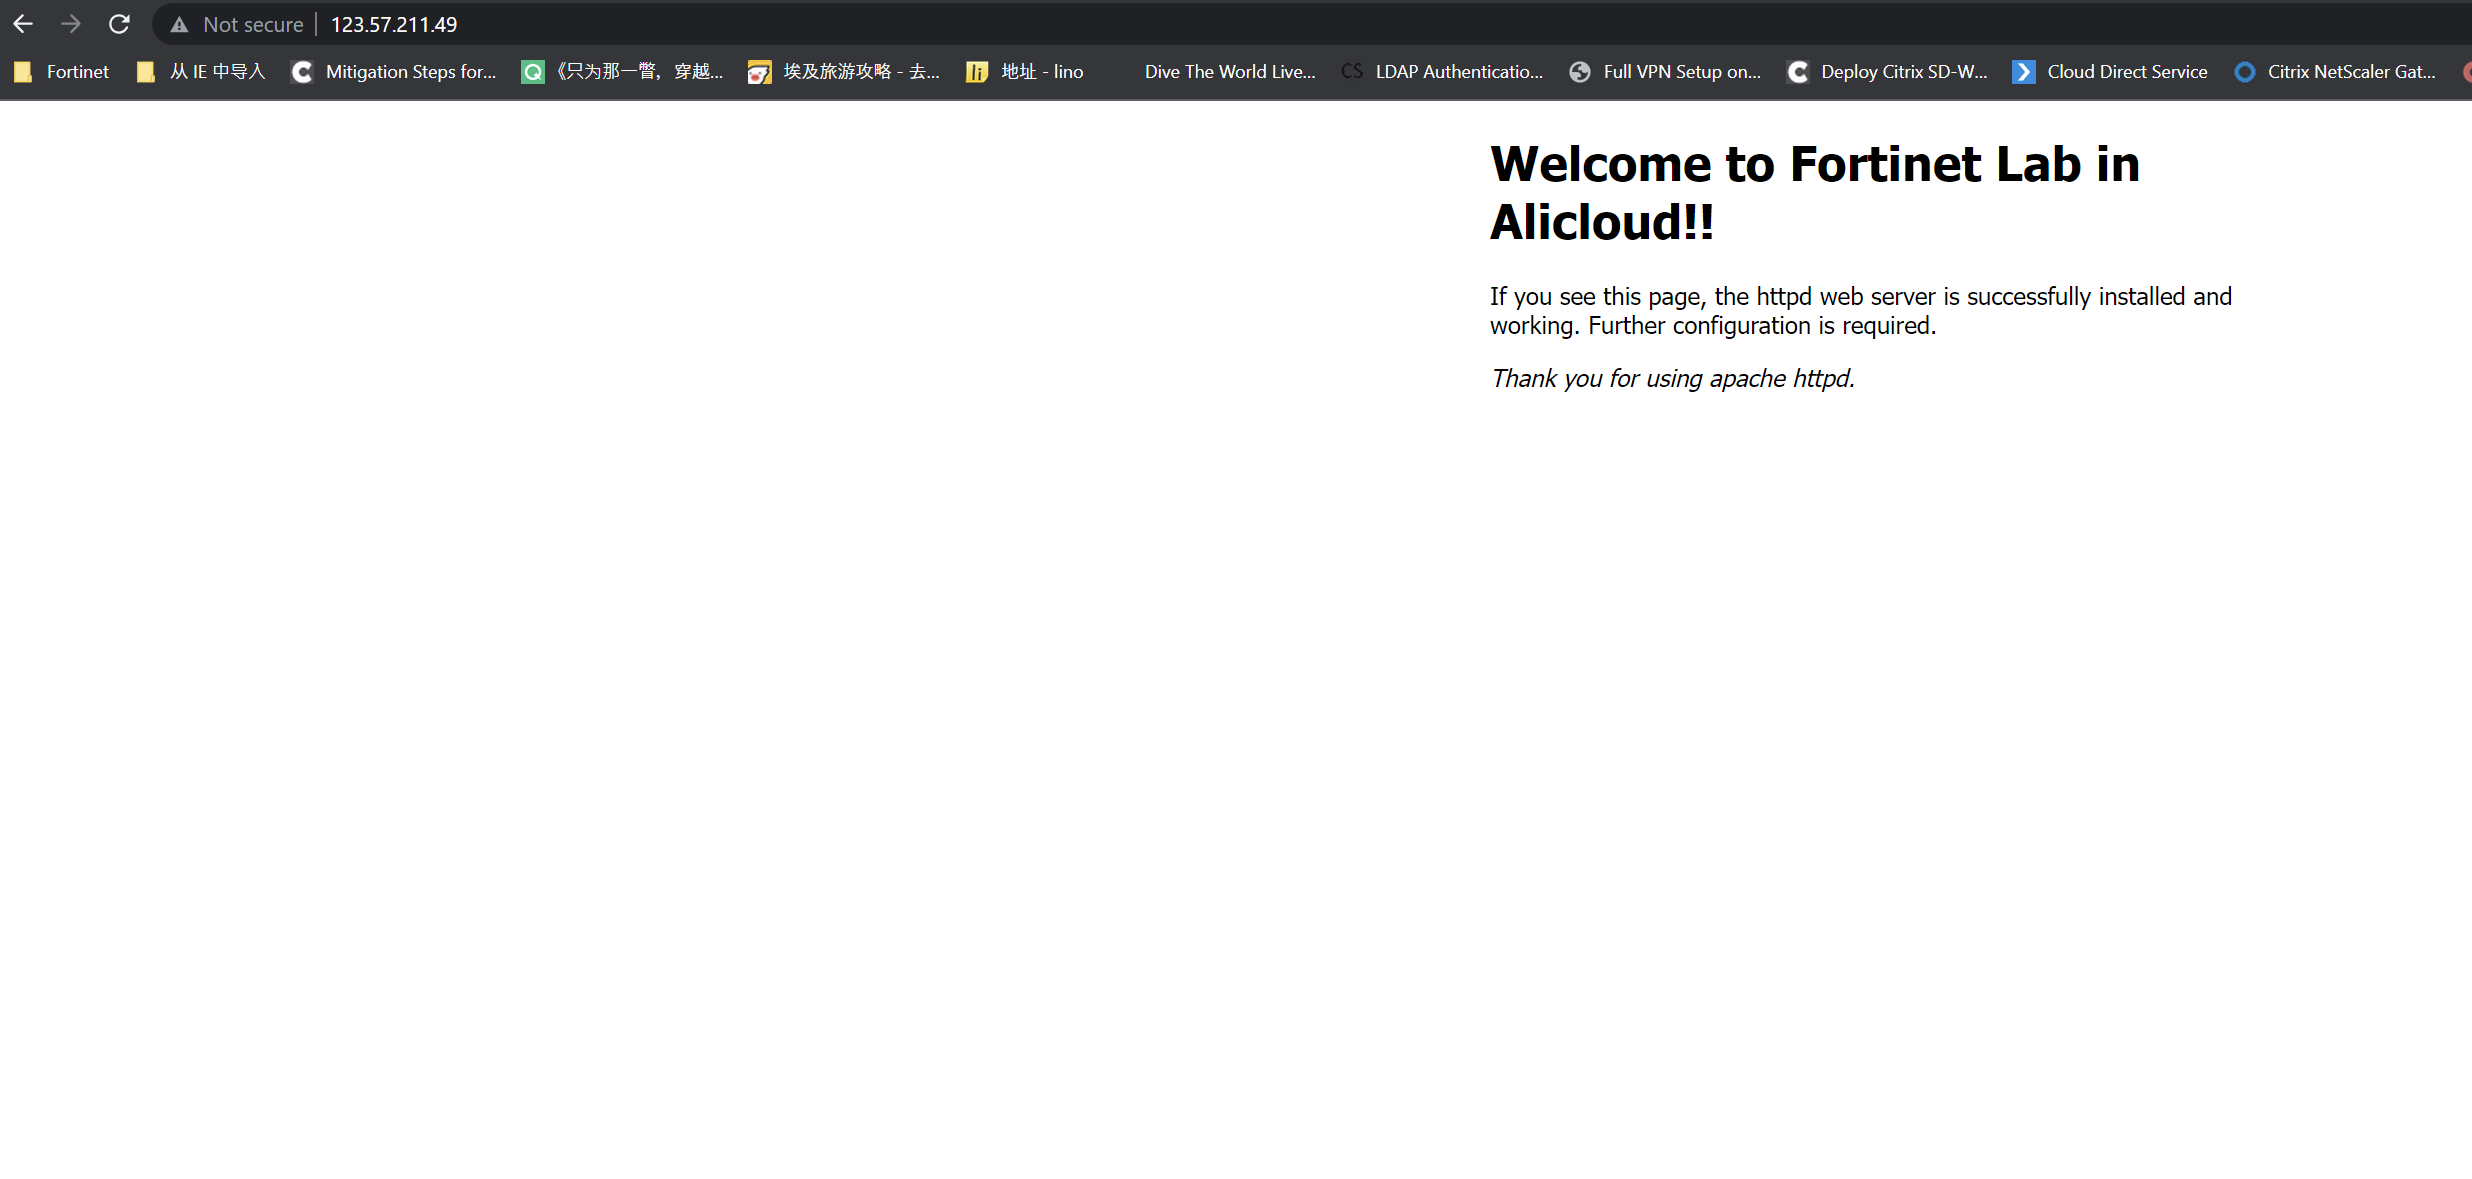 Not secure | 123.57.211.49
Fortinet 从 IE 中导入 Mitigation Steps for... 《只为那一瞥，穿越... 埃及旅游攻略 - 去... 地址 - lino Dive The World Live... CS LDAP Authenticatio... Full VPN Setup on... Deploy Citrix SD-W... Cloud Direct Service Citrix NetScaler Gat...
Welcome to Fortinet Lab in
Alicloud!!
If you see this page, the httpd web server is successfully installed and
working. Further configuration is required.
Thank you for using apache httpd.